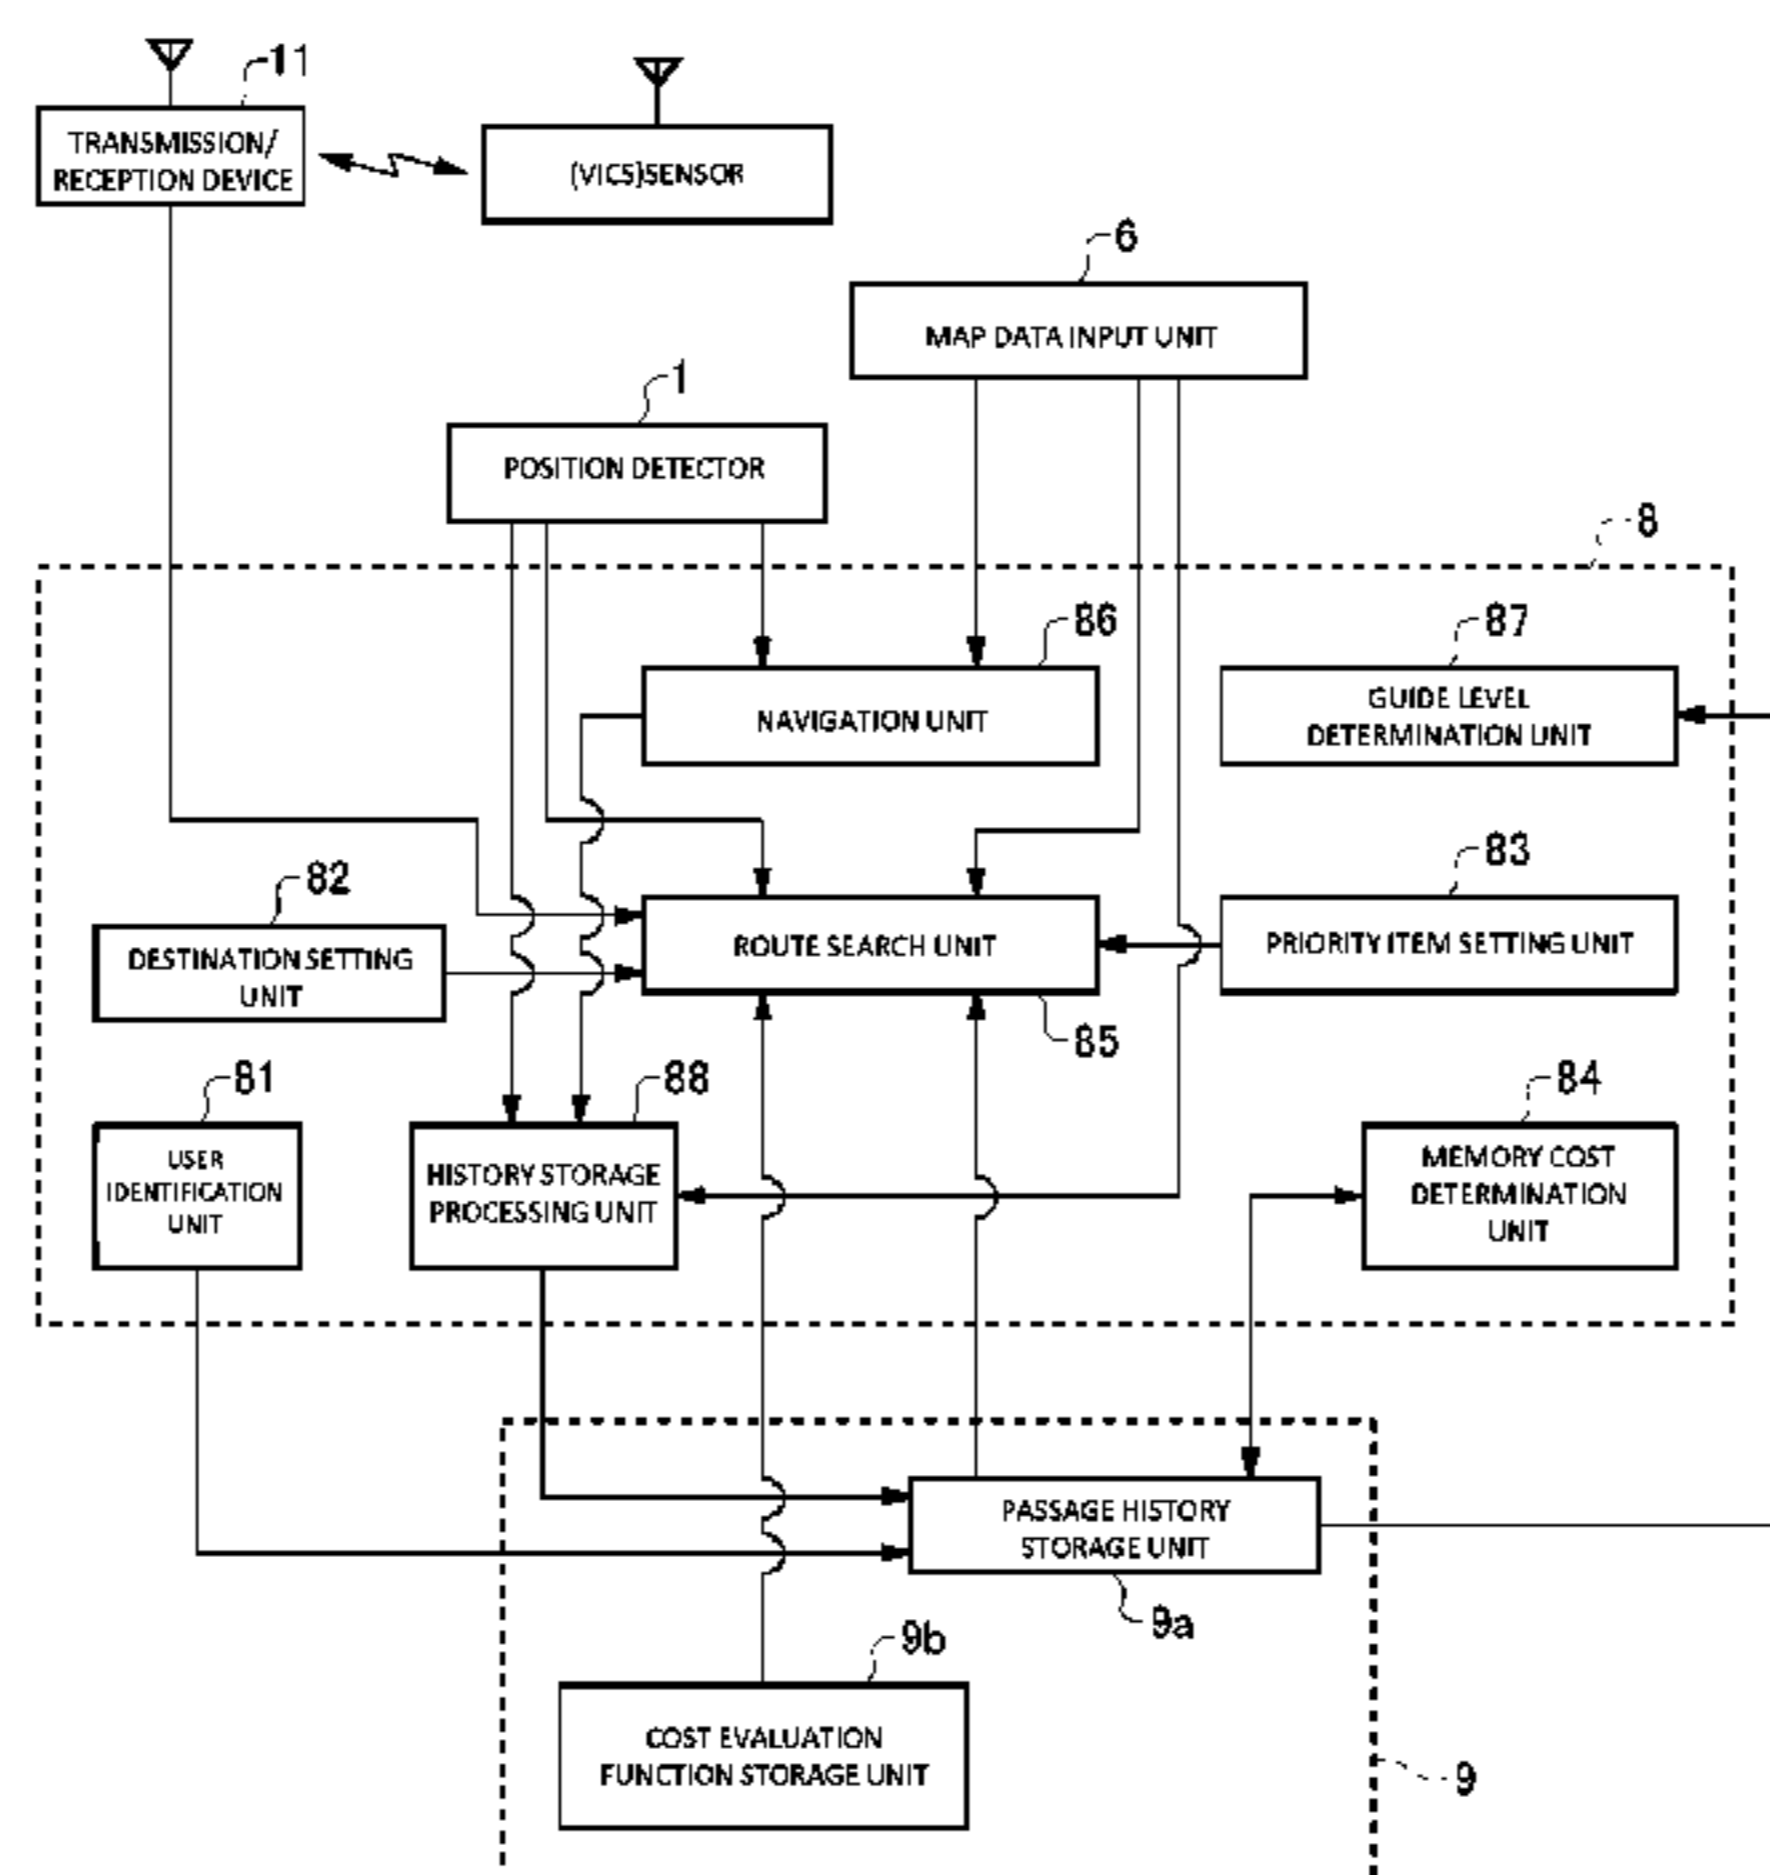 11
TRANSMISSION/
RECEPTION DEVICE
(VICS)SENSOR
6
MAP DATA INPUT UNIT
1
POSITION DETECTOR
8
86
NAVIGATION UNIT
87
GUIDE LEVEL
DETERMINATION UNIT
82
DESTINATION SETTING
UNIT
ROUTE SEARCH UNIT
85
83
PRIORITY ITEM SETTING UNIT
81
USER
IDENTIFICATION
UNIT
88
HISTORY STORAGE
PROCESSING UNIT
84
MEMORY COST
DETERMINATION
UNIT
PASSAGE HISTORY
STORAGE UNIT
9a
9b
COST EVALUATION
FUNCTION STORAGE UNIT
9